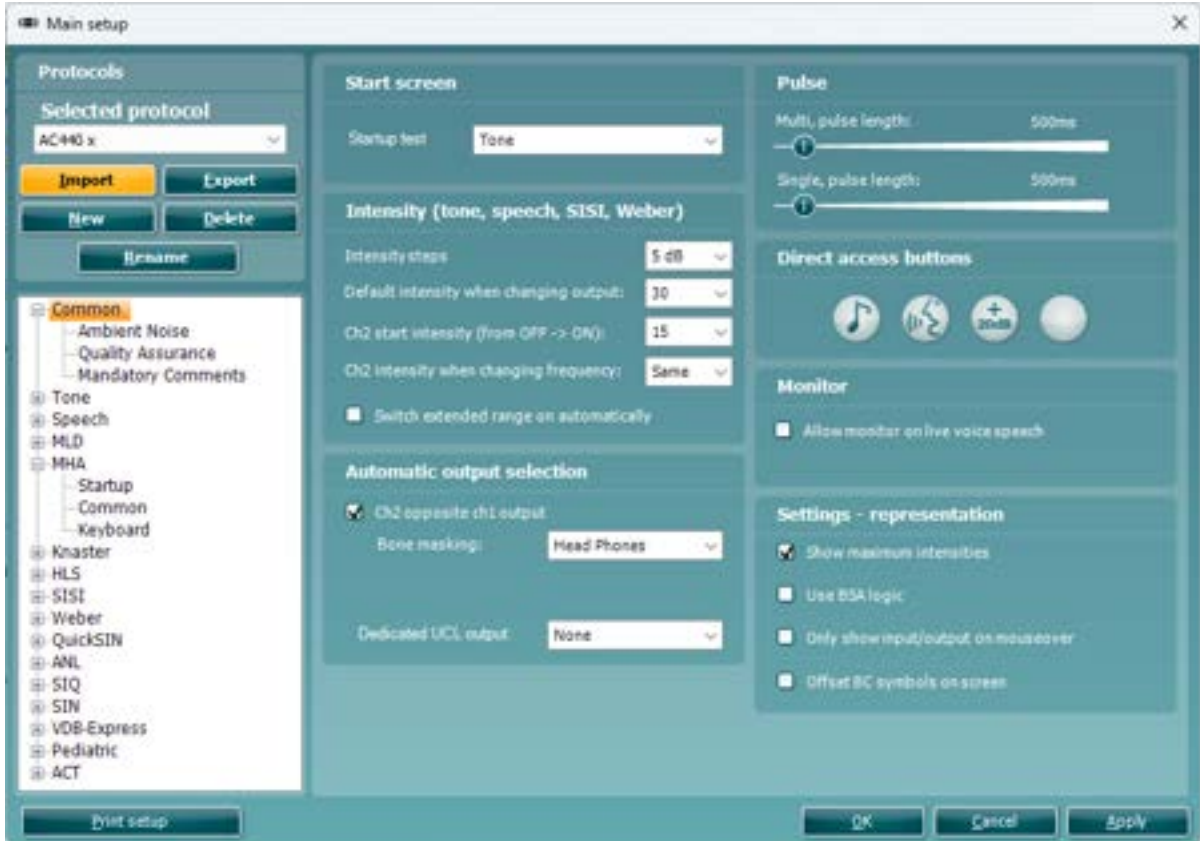 Main setup
Protocols
Selected protocol
AC440 x
Import
Export
New
Delete
Rename
Common
Ambient Noise
Quality Assurance
Mandatory Comments
Tone
Speech
MLD
MHA
Startup
Common
Keyboard
Knaster
HLS
SISI
Weber
QuickSIN
ANL
SIQ
SIN
VDB-Express
Pediatric
ACT
Print setup
Start screen
Startup test
Tone
Intensity (tone, speech, SISI, Weber)
Intensity steps
5 dB
Default intensity when changing output:
30
Ch2 start intensity (from OFF -> ON):
15
Ch2 intensity when changing frequency:
Same
Switch extended range on automatically
Automatic output selection
Ch2 opposite ch1 output
Bone masking:
Head Phones
Dedicated UCL output
None
Pulse
Multi, pulse length:
500ms
Single, pulse length:
500ms
Direct access buttons
+
20dB
Monitor
Allow monitor on live voice speech
Settings - representation
Show maximum intensities
Use BSA logic
Only show input/output on mouseover
Offset BC symbols on screen
OK
Cancel
Apply